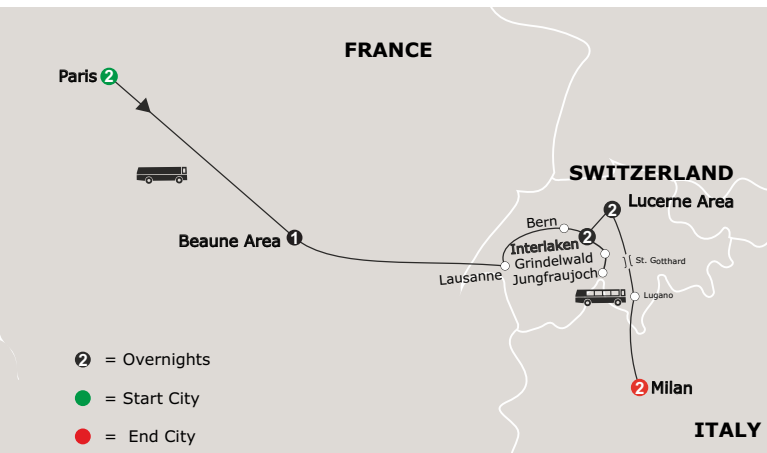 FRANCE
Paris 2
SWITZERLAND
Lucerne Area
2
Bern
2
Beaune Area 1
Interlaken
Grindelwald
St. Gotthard
Lausanne
Jungfraujoch
Lugano
2 = Overnights
2 Milan
= Start City
ITALY
= End City